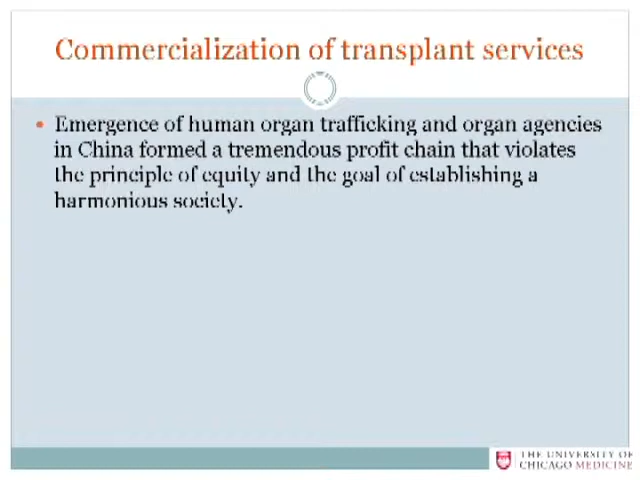 Commercialization of transplant services
• Emergence of human organ trafficking and organ agencies
in China formed a tremendous profit chain that violates
the principle of equity and the goal of establishing a
harmonious society.
THE UNIVERSITY OF
CHICAGO MEDICINE